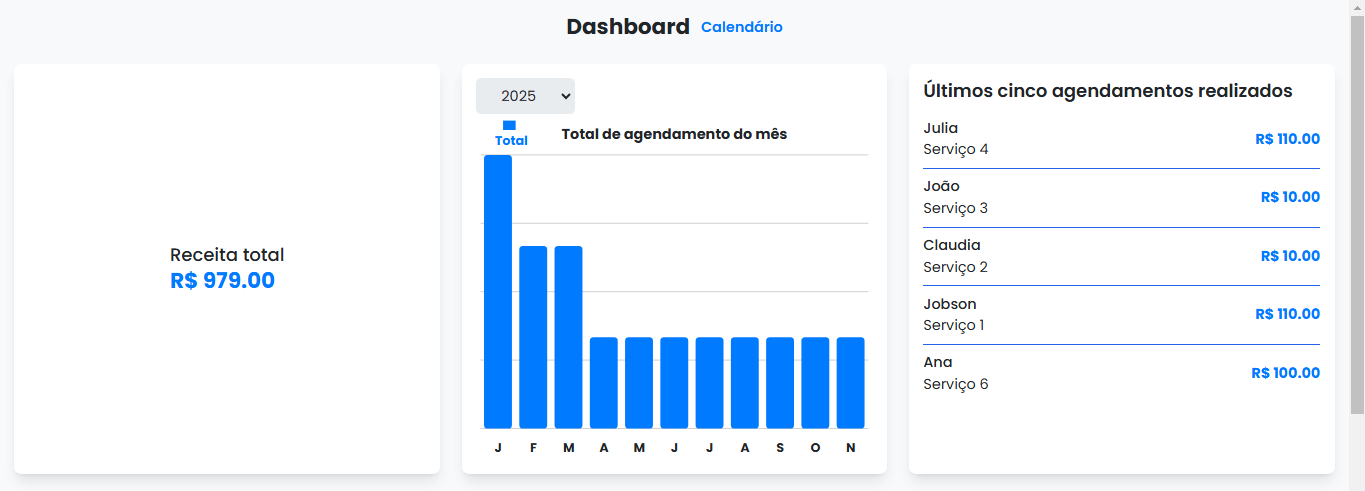 Dashboard Calendário
Receita total
R$ 979.00
2025
Total
Total de agendamento do mês
J F M A M J J A S O N
Últimos cinco agendamentos realizados
Julia
Serviço 4
R$ 110.00
João
Serviço 3
R$ 10.00
Claudia
Serviço 2
R$ 10.00
Jobson
Serviço 1
R$ 110.00
Ana
Serviço 6
R$ 100.00